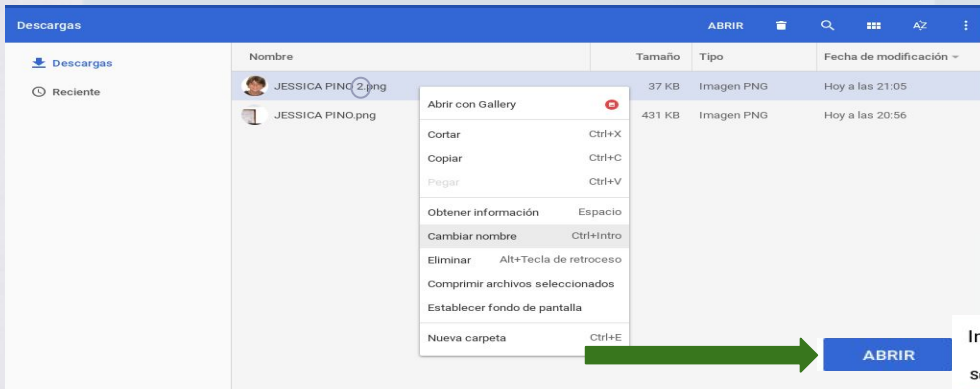 Descargas ABRIR AZ
Descargas Nombre Tamaño Tipo Fecha de modificación
Reciente JESSICA PINO 2.png 37 KB Imagen PNG Hoy a las 21:05
JESSICA PINO.png 431 KB Imagen PNG Hoy a las 20:56
Abrir con Gallery
Cortar Ctrl+X
Copiar Ctrl+C
Pegar Ctrl+V
Obtener información Espacio
Cambiar nombre Ctrl+Intro
Eliminar Alt+Tecla de retroceso
Comprimir archivos seleccionados
Establecer fondo de pantalla
Nueva carpeta Ctrl+E
ABRIR